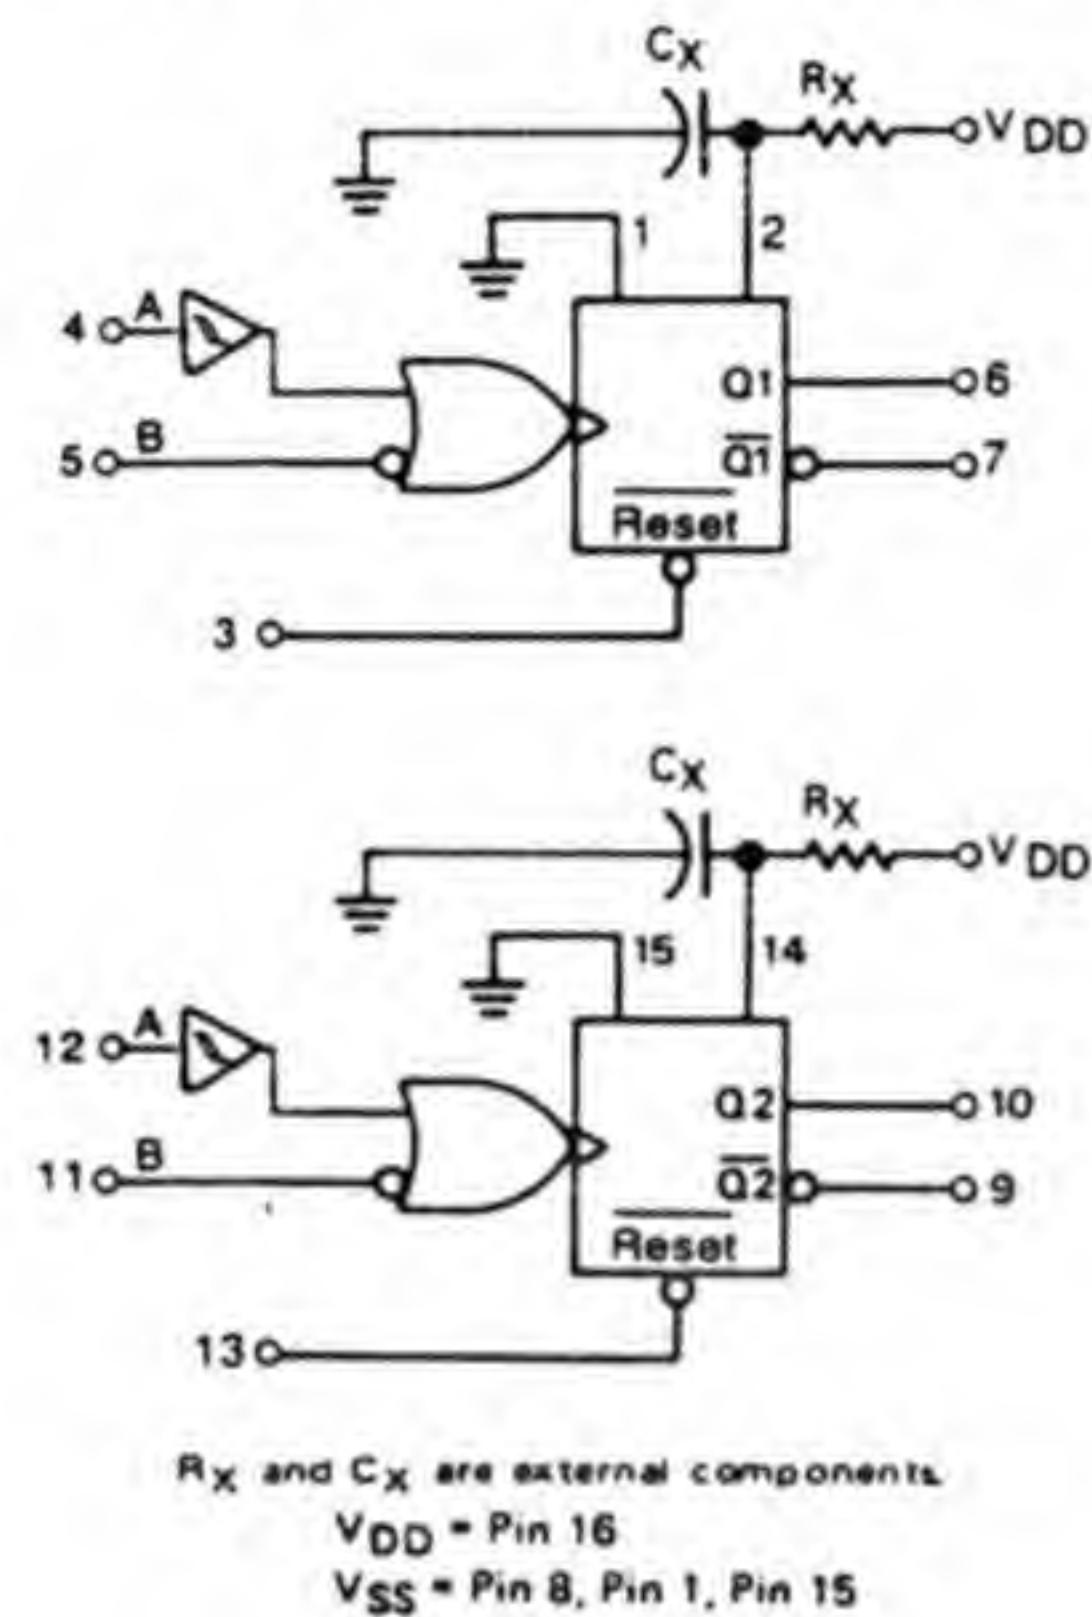 CX
RX
VDD
1
2
4 A
Q1
6
5 B
Q1
7
Reset
3
CX
RX
VDD
15
14
12 A
Q2
10
11 B
Q2
9
Reset
13
RX and CX are external components.
VDD = Pin 16
VSS = Pin 8, Pin 1, Pin 15